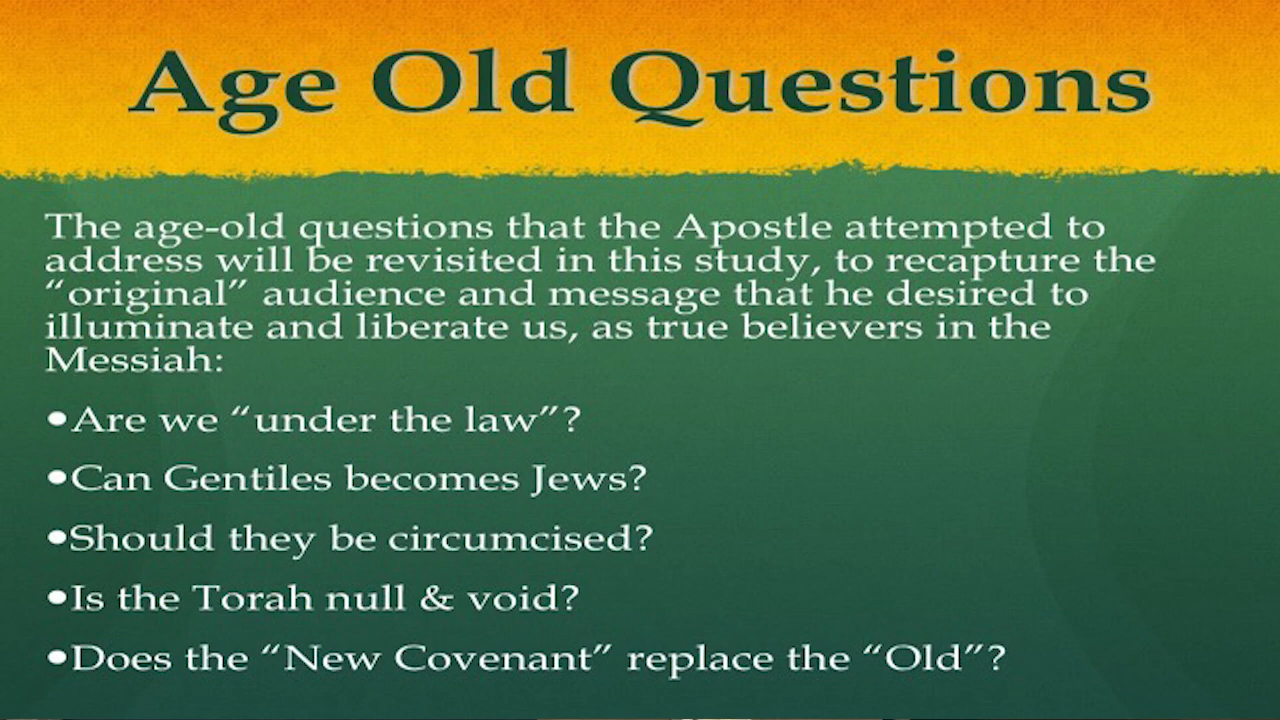 Age Old Questions
The age-old questions that the Apostle attempted to
address will be revisited in this study, to recapture the
“original” audience and message that he desired to
illuminate and liberate us, as true believers in the
Messiah:
•Are we “under the law”?
•Can Gentiles becomes Jews?
•Should they be circumcised?
•Is the Torah null & void?
•Does the “New Covenant” replace the “Old”?